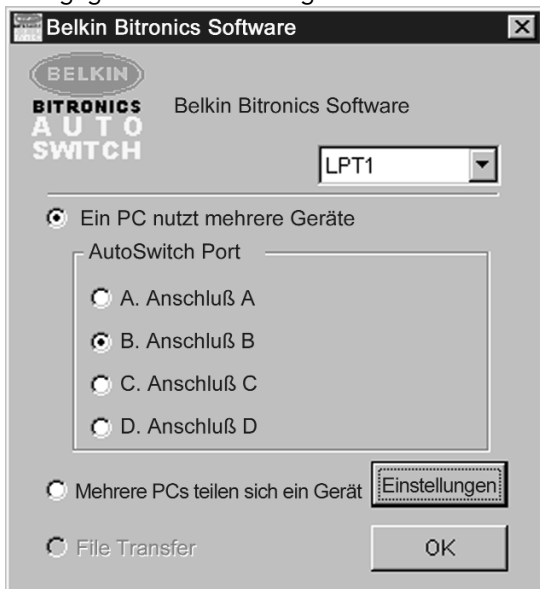 Belkin Bitronics Software
BELKIN
BITRONICS
AUTO
SWITCH
Belkin Bitronics Software
LPT1
Ein PC nutzt mehrere Geräte
AutoSwitch Port
A. Anschluß A
B. Anschluß B
C. Anschluß C
D. Anschluß D
Mehrere PCs teilen sich ein Gerät
Einstellungen
File Transfer
OK